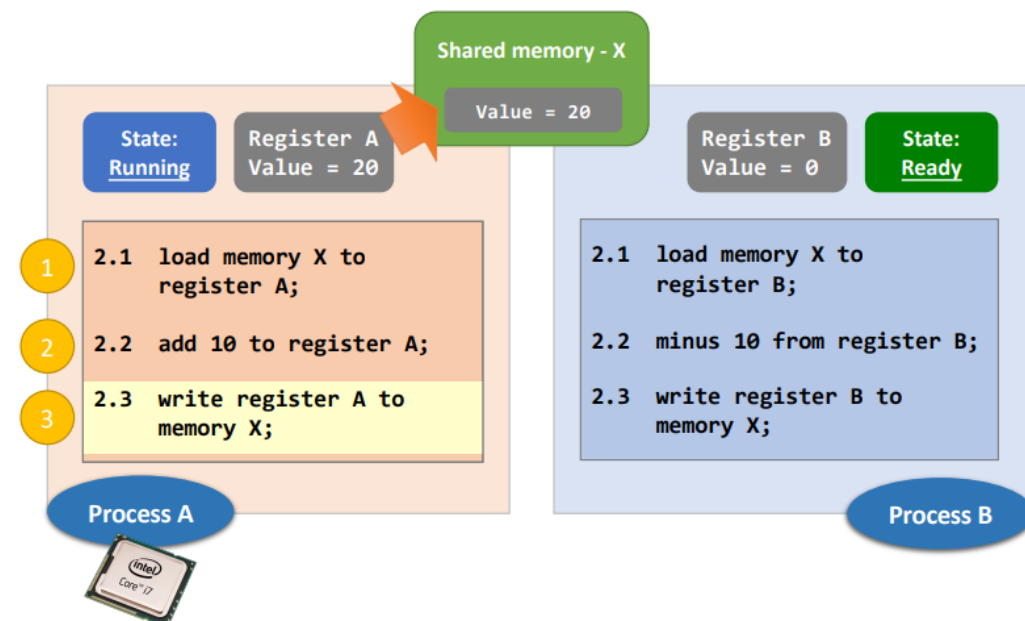 Shared memory - X
Value = 20
State:
Running
Register A
Value = 20
Register B
Value = 0
State:
Ready
1
2.1 load memory X to
register A;
2
2.2 add 10 to register A;
3
2.3 write register A to
memory X;
2.1 load memory X to
register B;
2.2 minus 10 from register B;
2.3 write register B to
memory X;
Process A
Process B
intel
Core™ i7